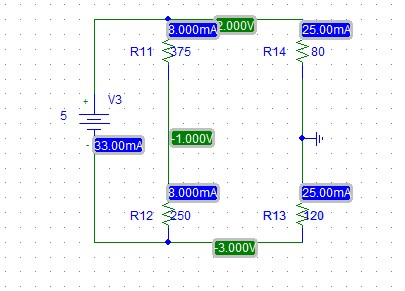 8.000mA
2.000V
25.00mA
R11
375
R14
80
5
+
V3
-
33.00mA
-1.000V
8.000mA
25.00mA
R12
250
R13
120
-3.000V